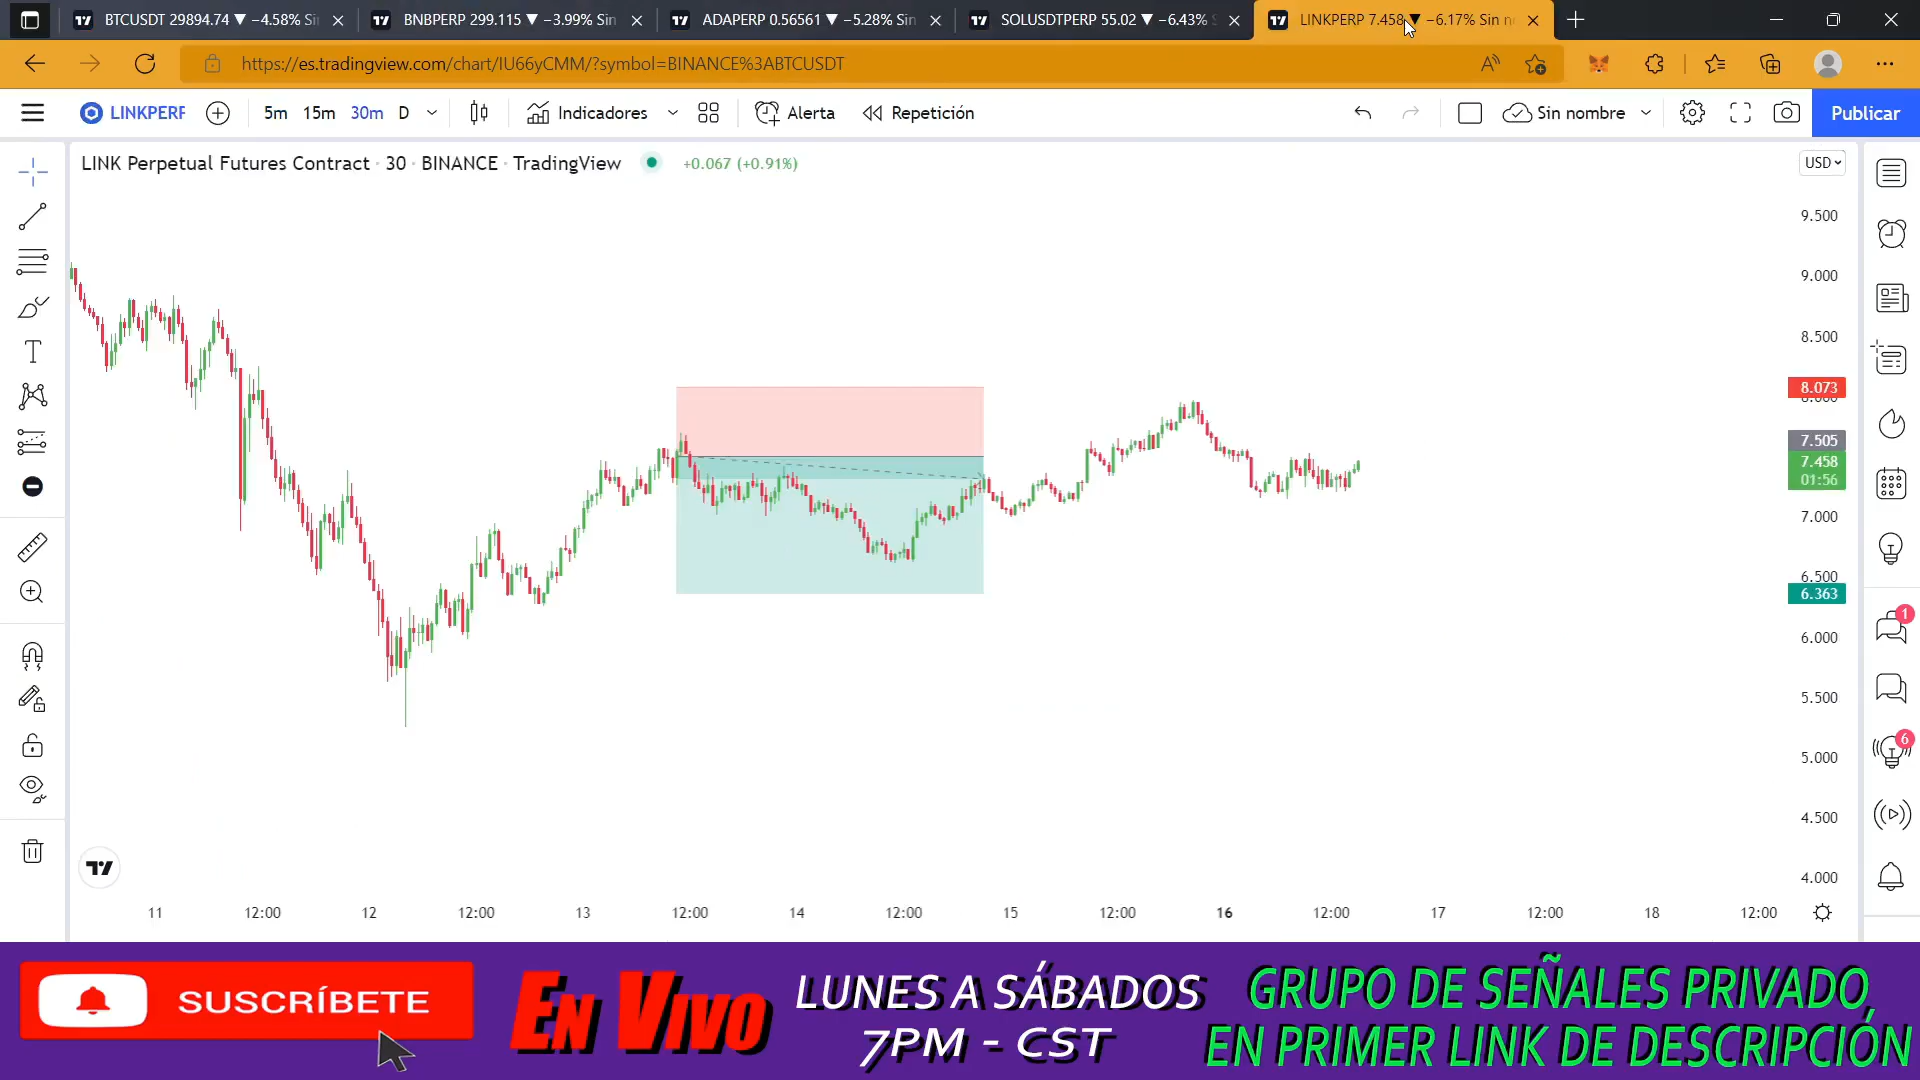 BTCUSDT 29894.74 ▼ −4.58% Si
BNBPERP 299.115 ▼ −3.99% Sin
ADAPERP 0.56561 ▼ −5.28% Sin
SOLUSDTPERP 55.02 ▼ −6.43% S
LINKPERP 7.458 ▼ −6.17% Sin n
https://es.tradingview.com/chart/IU66yCMM/?symbol=BINANCE%3ABTCUSDT
LINKPERP
5m
15m
30m
D
Indicadores
Alerta
Repetición
Sin nombre
Publicar
LINK Perpetual Futures Contract · 30 · BINANCE · TradingView
+0.067 (+0.91%)
USD
9.500
9.000
8.500
8.073
8.000
7.505
7.458
01:56
7.000
6.500
6.363
6.000
5.500
5.000
4.500
4.000
1
6
11
12:00
12
12:00
13
12:00
14
12:00
15
12:00
16
12:00
17
12:00
18
12:00
SUSCRÍBETE
En Vivo
LUNES A SÁBADOS
7PM - CST
GRUPO DE SEÑALES PRIVADO
EN PRIMER LINK DE DESCRIPCIÓN